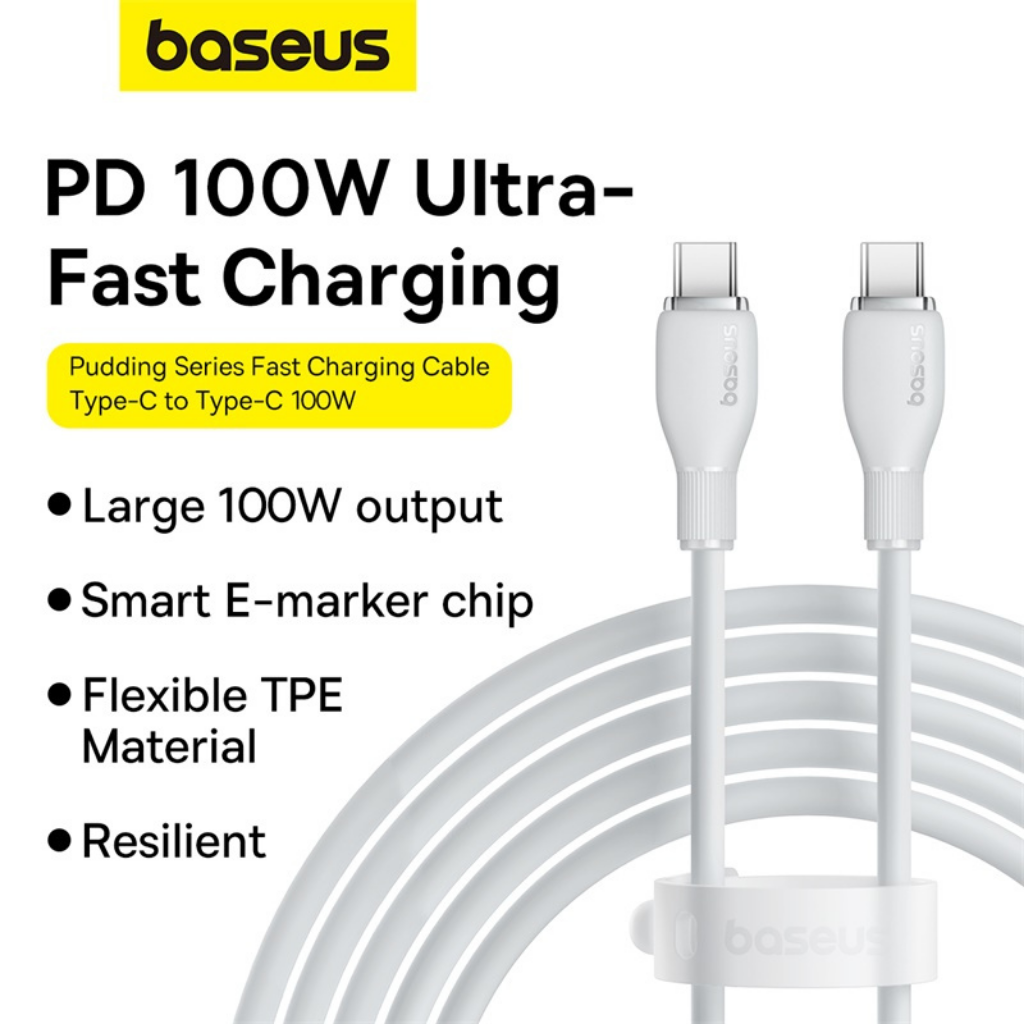 baseus
PD 100W Ultra-
Fast Charging
Pudding Series Fast Charging Cable
Type-C to Type-C 100W
● Large 100W output
● Smart E-marker chip
● Flexible TPE
Material
● Resilient
baseus
baseus
baseus